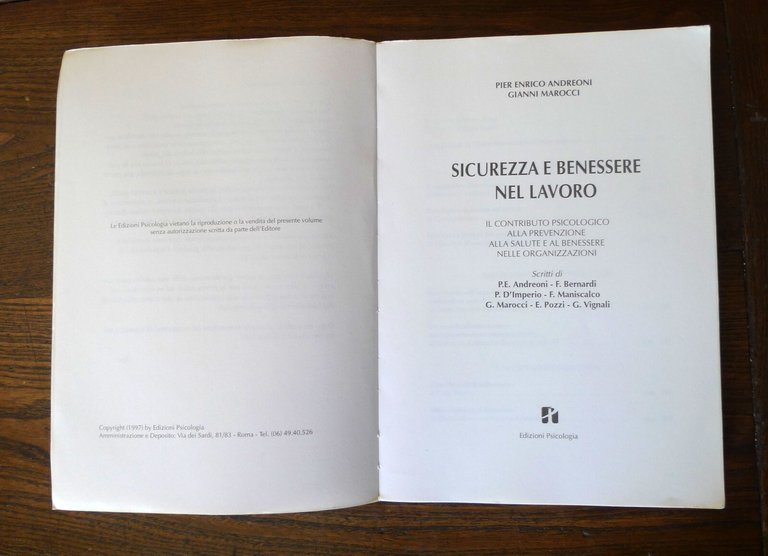 Le Edizioni Psicologia vietano la riproduzione o la vendita del presente volume
senza autorizzazione scritta da parte dell'Editore
Copyright (1997) by Edizioni Psicologia
Amministrazione e Deposito: Via dei Sardi, 81/83 - Roma - Tel. (06) 49.40.526
PIER ENRICO ANDREONI
GIANNI MAROCCI
SICUREZZA E BENESSERE
NEL LAVORO
IL CONTRIBUTO PSICOLOGICO
ALLA PREVENZIONE
ALLA SALUTE E AL BENESSERE
NELLE ORGANIZZAZIONI
Scritti di
P.E. Andreoni - F. Bernardi
P. D'Imperio - F. Maniscalco
G. Marocci - E. Pozzi - G. Vignali
Edizioni Psicologia